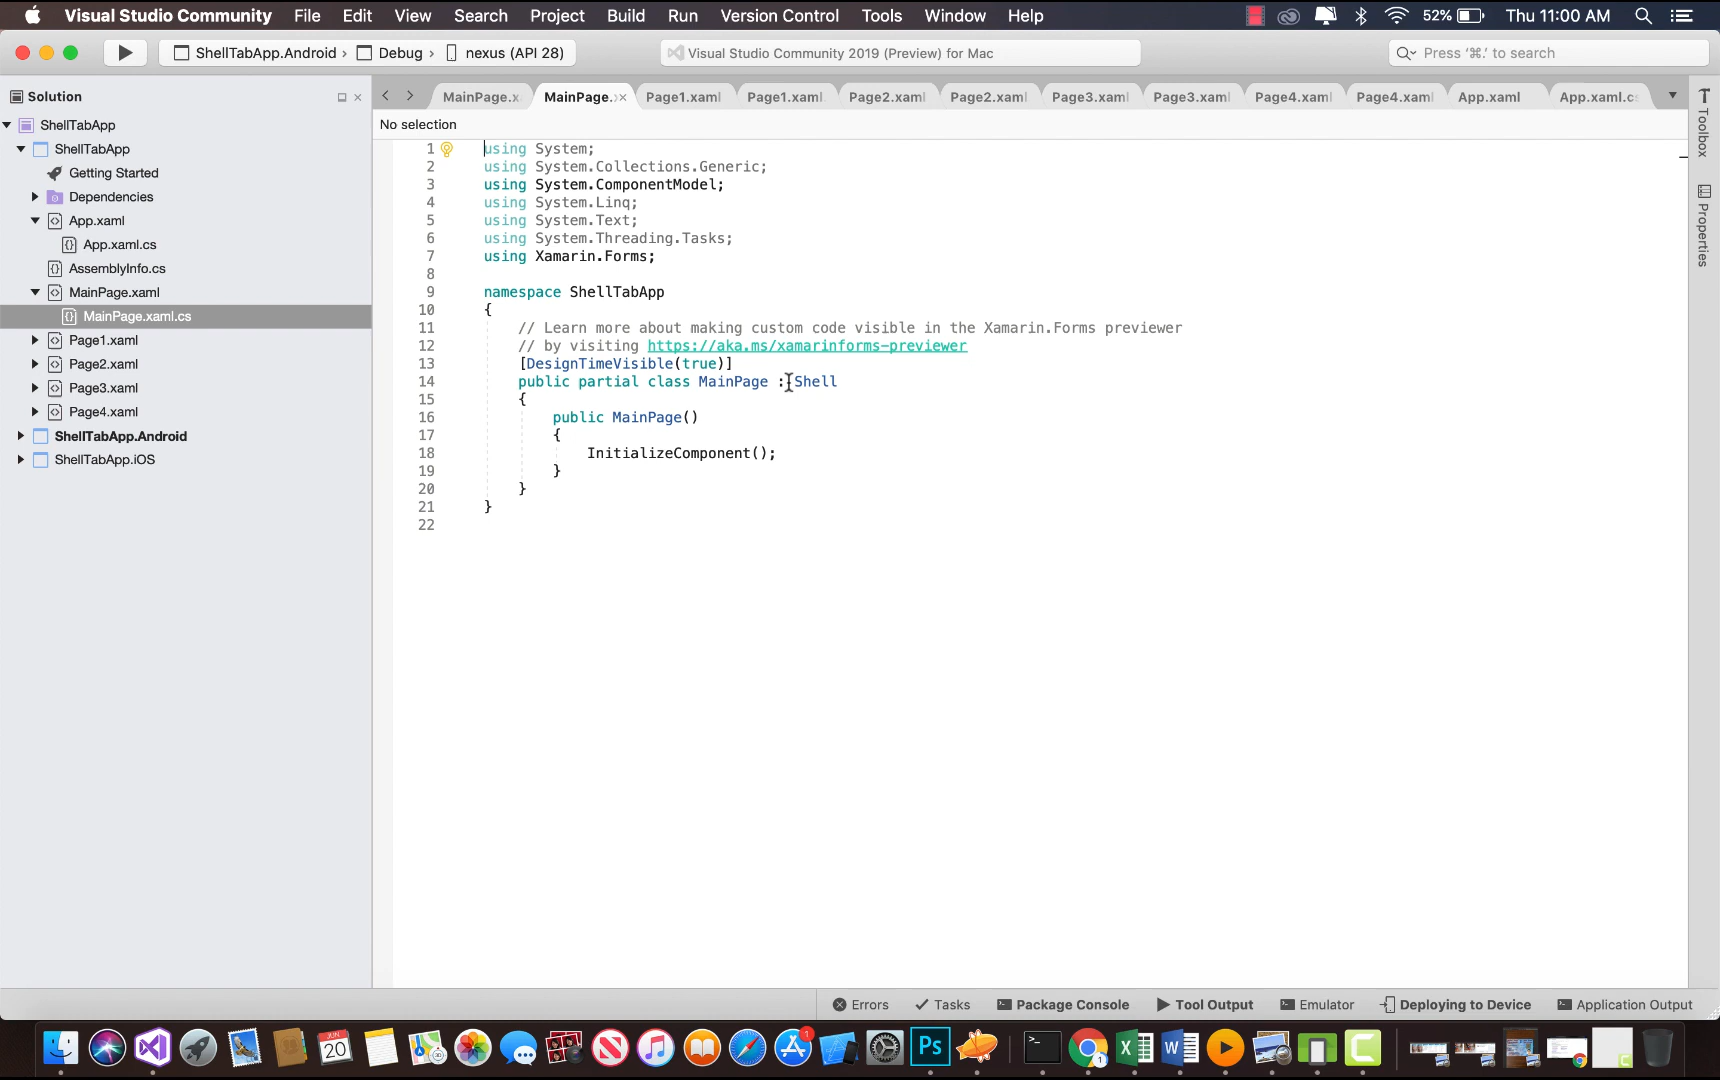 Visual Studio Community File Edit View Search Project Build Run Version Control Tools Window Help 52% Thu 11:00 AM
ShellTabApp.Android › Debug › nexus (API 28) Visual Studio Community 2019 (Preview) for Mac Press ‘⌘.’ to search
Solution
MainPage.x MainPage. Page1.xaml Page1.xaml. Page2.xaml Page2.xaml Page3.xaml Page3.xaml Page4.xaml Page4.xaml App.xaml App.xaml.c
ShellTabApp
ShellTabApp
Getting Started
Dependencies
App.xaml
App.xaml.cs
AssemblyInfo.cs
MainPage.xaml
MainPage.xaml.cs
Page1.xaml
Page2.xaml
Page3.xaml
Page4.xaml
ShellTabApp.Android
ShellTabApp.iOS
No selection
1 using System;
2 using System.Collections.Generic;
3 using System.ComponentModel;
4 using System.Linq;
5 using System.Text;
6 using System.Threading.Tasks;
7 using Xamarin.Forms;
8
9 namespace ShellTabApp
10 {
11 // Learn more about making custom code visible in the Xamarin.Forms previewer
12 // by visiting https://aka.ms/xamarinforms-previewer
13 [DesignTimeVisible(true)]
14 public partial class MainPage : Shell
15 {
16 public MainPage()
17 {
18 InitializeComponent();
19 }
20 }
21 }
22
Toolbox
Properties
Errors Tasks Package Console Tool Output Emulator Deploying to Device Application Output
JUN
20
1
Ps
1